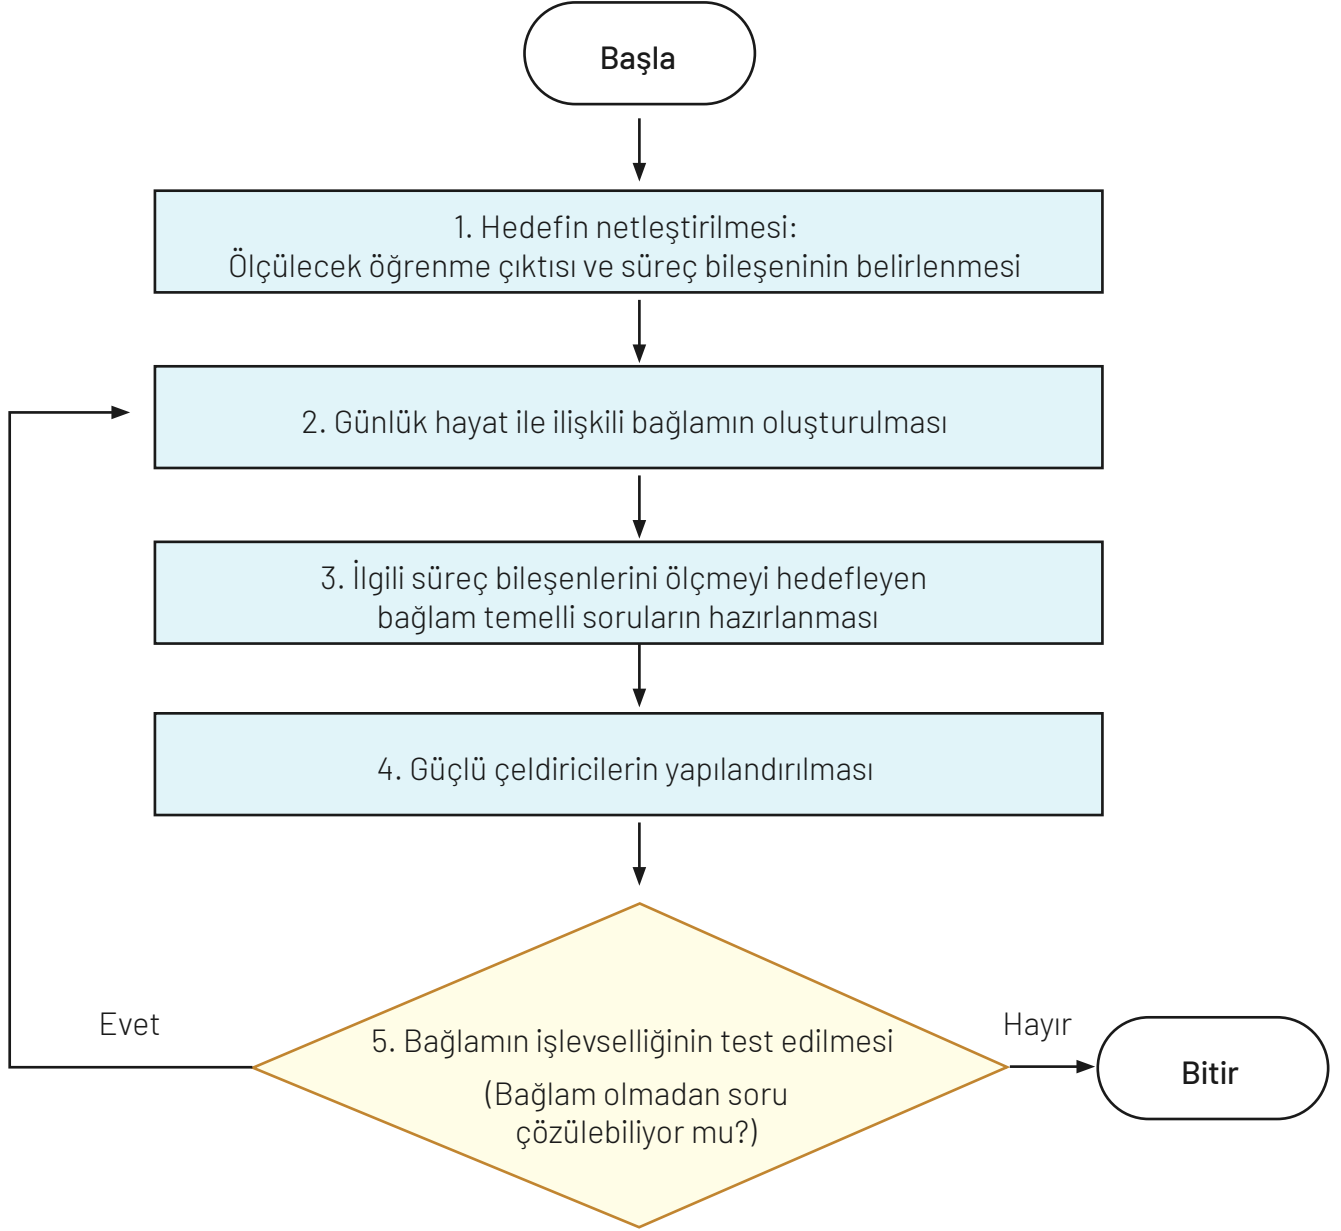 Başla
1. Hedefin netleştirilmesi:
Ölçülecek öğrenme çıktısı ve süreç bileşeninin belirlenmesi
2. Günlük hayat ile ilişkili bağlamın oluşturulması
3. İlgili süreç bileşenlerini ölçmeyi hedefleyen
bağlam temelli soruların hazırlanması
4. Güçlü çeldiricilerin yapılandırılması
Evet
5. Bağlamın işlevselliğinin test edilmesi
(Bağlam olmadan soru
çözülebiliyor mu?)
Hayır
Bitir